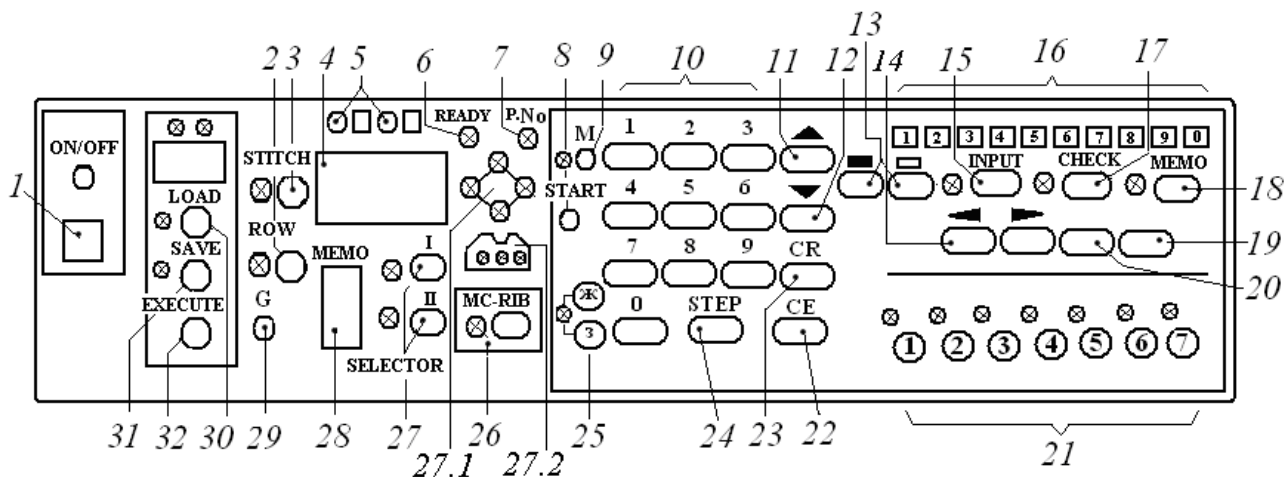 2 3 4 5 6 7 8 9 10 11 12 13 14 15 16 17
READY P.No
ON/OFF STITCH M 1 2 3 1 2 3 4 5 6 7 8 9 0
INPUT CHECK MEMO
1 LOAD START 4 5 6 18
SAVE ROW I 7 8 9 CR 19
MEMO 20
EXECUTE G II MC-RIB Ж 0 STEP CE
SELECTOR З 1 2 3 4 5 6 7
31 32 30 29 28 27 26 25 24 23 22 21
27.1 27.2